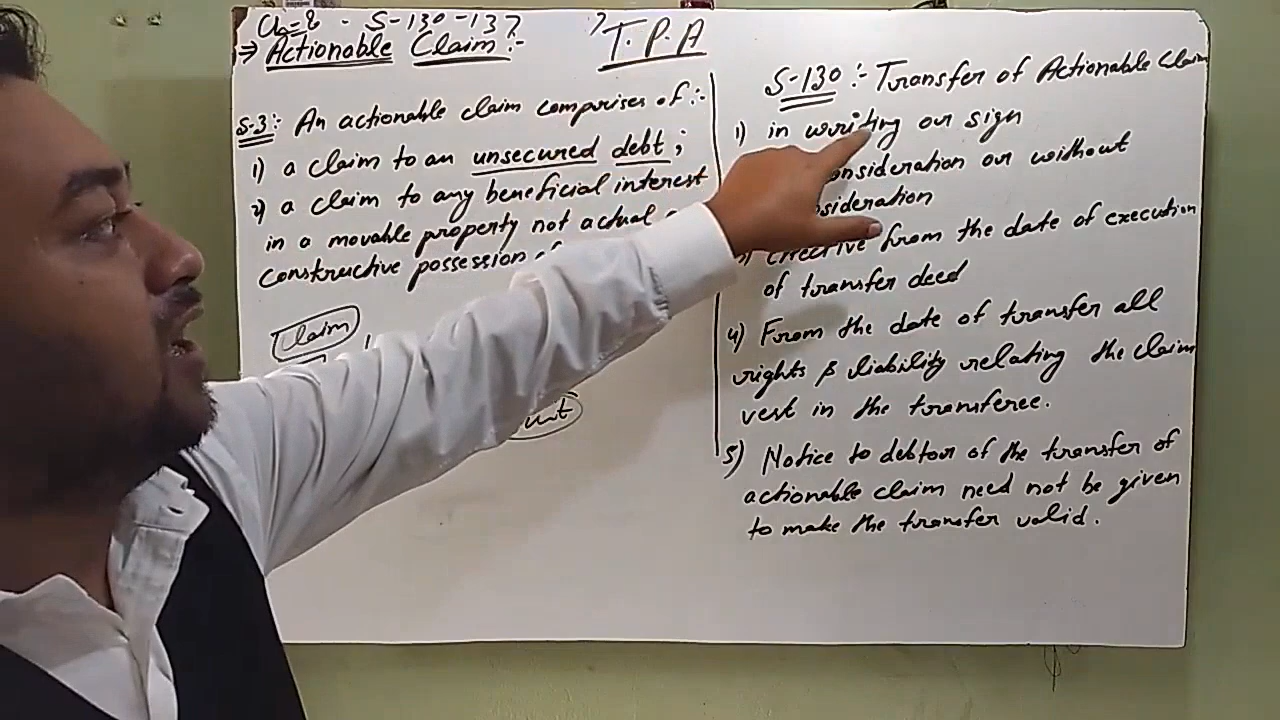 Ch=8 - S-130-137
T.P.A
⇒ Actionable Claim :-
S-3 :- An actionable claim comprises of :-
1) a claim to an unsecured debt ;
2) a claim to any beneficial interest
in a movable property not actual
constructive possession
Claim
S-130 :- Transfer of Actionable Claim
1) in writing or sign
onsideration or without
sideration
Effective from the date of execution
of transfer deed
4) From the date of transfer all
rights & liability relating the claim
vest in the transferee.
5) Notice to debtor of the transfer of
actionable claim need not be given
to make the transfer valid.